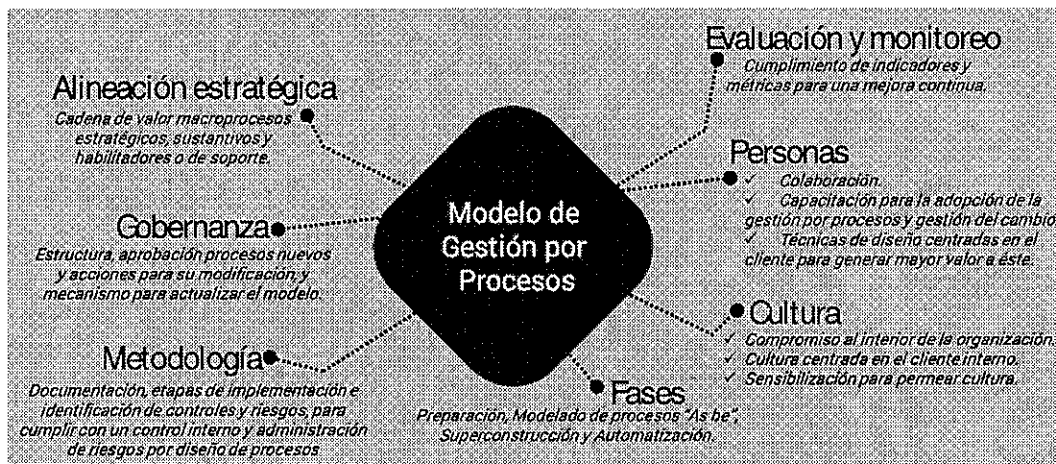 Alineación estratégica
Cadena de valor macroprocesos
estratégicos, sustantivos y
habilitadores o de soporte.
Gobernanza
Estructura, aprobación procesos nuevos
y acciones para su modificación, y
mecanismo para actualizar el modelo.
Metodología
Documentación, etapas de implementación e
identificación de controles y riesgos, para
cumplir con un control interno y administración
de riesgos por diseño de procesos
Modelo de
Gestión por
Procesos
Evaluación y monitoreo
Cumplimiento de indicadores y
métricas para una mejora continua.
Personas
✓ Colaboración.
✓ Capacitación para la adopción de la
gestión por procesos y gestión del cambio
✓ Técnicas de diseño centradas en el
cliente para generar mayor valor a éste.
Cultura
✓ Compromiso al interior de la organización.
✓ Cultura centrada en el cliente interno.
✓ Sensibilización para permear cultura.
Fases
Preparación, Modelado de procesos "As be",
Superconstrucción y Automatización.